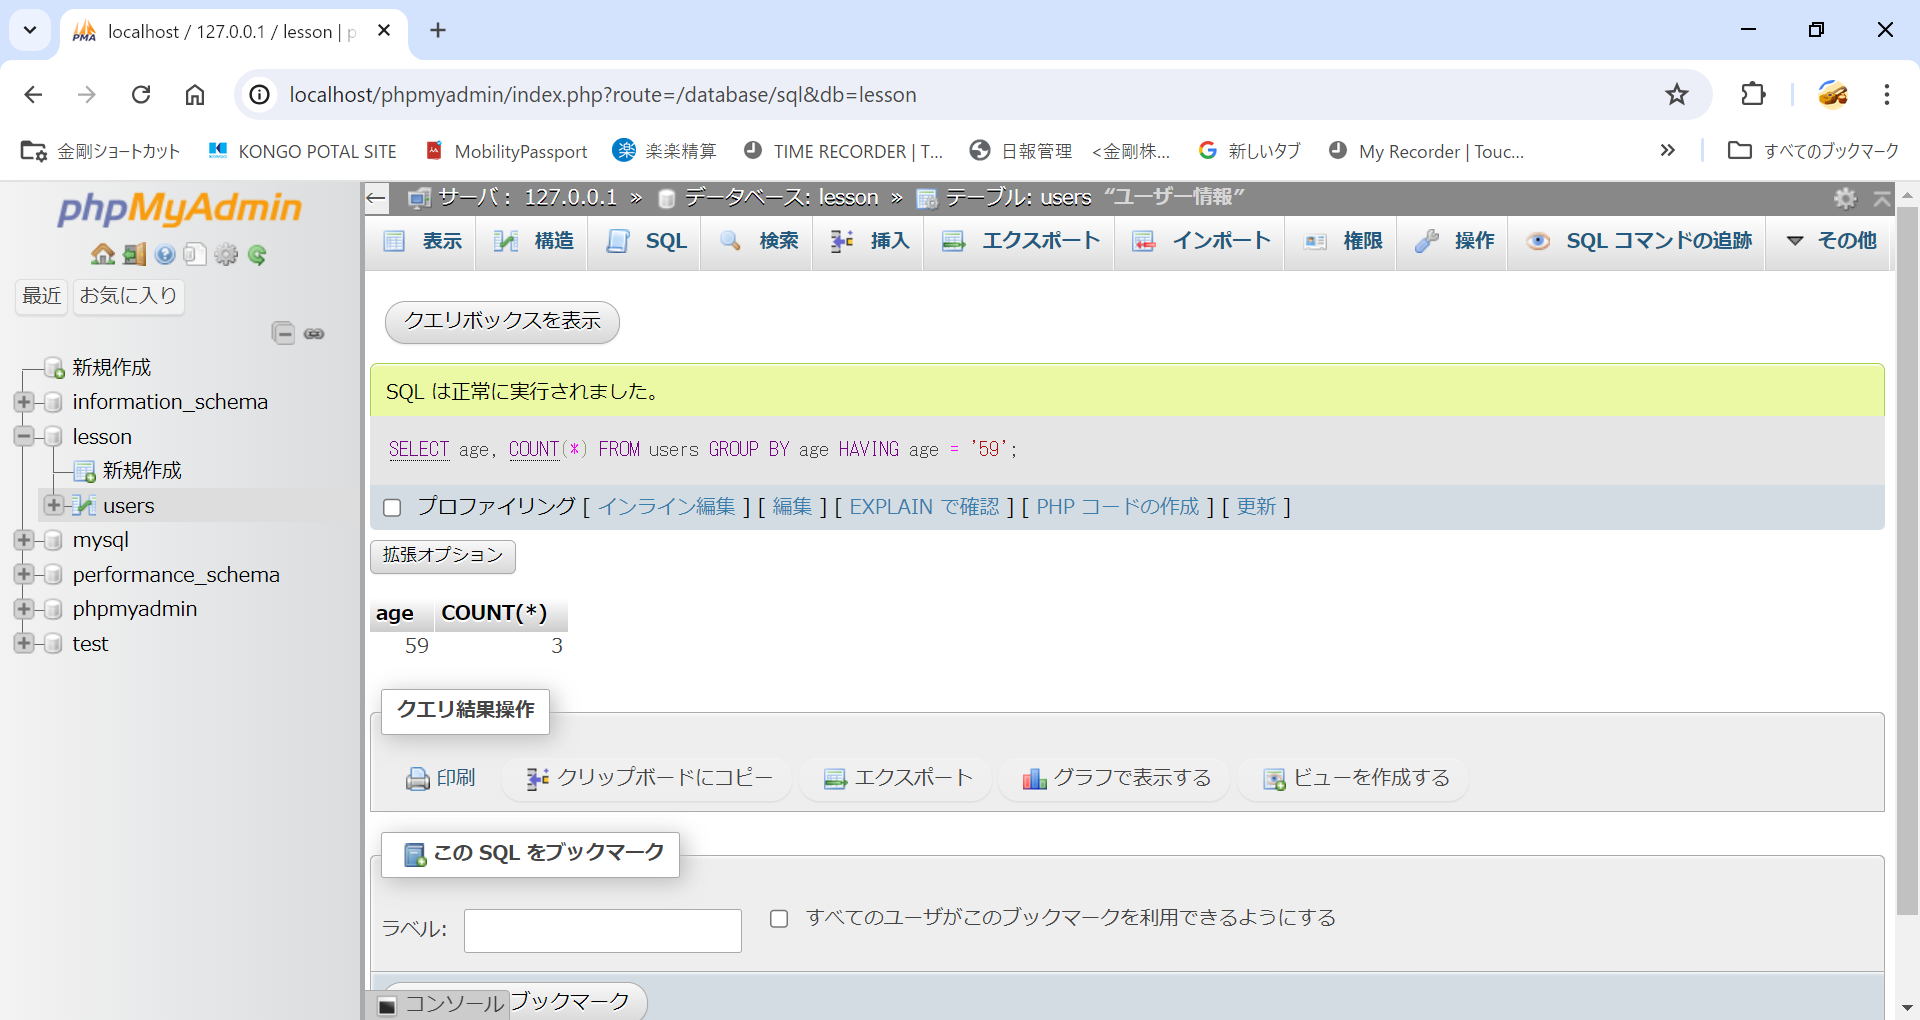 localhost / 127.0.0.1 / lesson | p
localhost/phpmyadmin/index.php?route=/database/sql&db=lesson
金剛ショートカット KONGO POTAL SITE MobilityPassport 楽楽精算 TIME RECORDER | T... 日報管理 <金剛株... 新しいタブ My Recorder | Touc... » すべてのブックマーク
phpMyAdmin
最近 お気に入り
新規作成
information_schema
lesson
新規作成
users
mysql
performance_schema
phpmyadmin
test
サーバ: 127.0.0.1 » データベース: lesson » テーブル: users "ユーザー情報"
表示 構造 SQL 検索 挿入 エクスポート インポート 権限 操作 SQL コマンドの追跡 その他
クエリボックスを表示
SQL は正常に実行されました。
SELECT age, COUNT(*) FROM users GROUP BY age HAVING age = '59';
プロファイリング [ インライン編集 ] [ 編集 ] [ EXPLAIN で確認 ] [ PHP コードの作成 ] [ 更新 ]
拡張オプション
age COUNT(*)
59 3
クエリ結果操作
印刷 クリップボードにコピー エクスポート グラフで表示する ビューを作成する
この SQL をブックマーク
ラベル: すべてのユーザがこのブックマークを利用できるようにする
コンソール ブックマーク